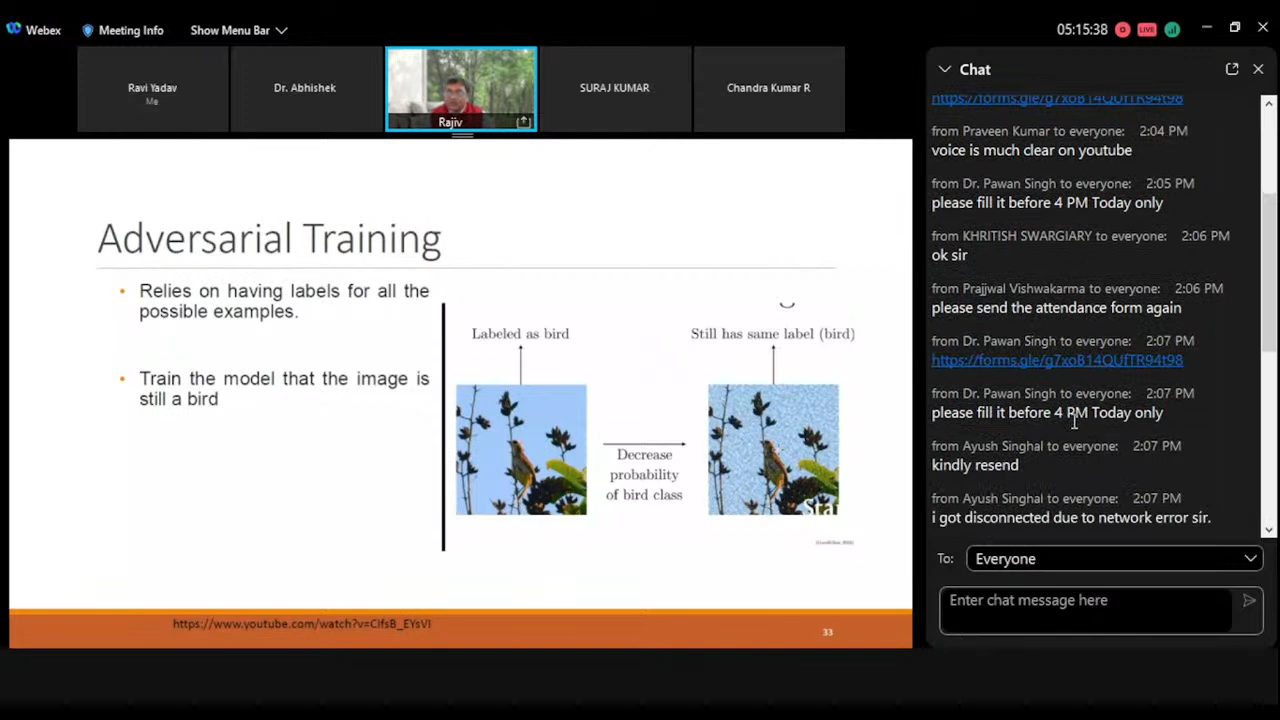 Webex
Meeting Info
Show Menu Bar
05:15:38
LIVE
Ravi Yadav
Me
Dr. Abhishek
Rajiv
SURAJ KUMAR
Chandra Kumar R
Adversarial Training
• Relies on having labels for all the
possible examples.
• Train the model that the image is
still a bird
Labeled as bird
Still has same label (bird)
Decrease
probability
of bird class
https://www.youtube.com/watch?v=CIfsB_EYsVI
33
Chat
https://forms.gle/g7xoB14QUfTR94t98
from Praveen Kumar to everyone: 2:04 PM
voice is much clear on youtube
from Dr. Pawan Singh to everyone: 2:05 PM
please fill it before 4 PM Today only
from KHRITISH SWARGIARY to everyone: 2:06 PM
ok sir
from Prajjwal Vishwakarma to everyone: 2:06 PM
please send the attendance form again
from Dr. Pawan Singh to everyone: 2:07 PM
https://forms.gle/g7xoB14QUfTR94t98
from Dr. Pawan Singh to everyone: 2:07 PM
please fill it before 4 PM Today only
from Ayush Singhal to everyone: 2:07 PM
kindly resend
from Ayush Singhal to everyone: 2:07 PM
i got disconnected due to network error sir.
To: Everyone
Enter chat message here